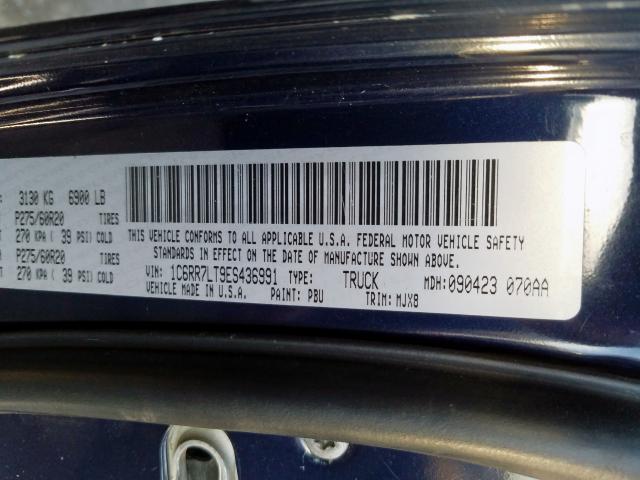 : 3130 KG 6900 LB
P275/60R20 TIRES
270 KPA ( 39 PSI) COLD
P275/60R20 TIRES
270 KPA ( 39 PSI) COLD
THIS VEHICLE CONFORMS TO ALL APPLICABLE U.S.A. FEDERAL MOTOR VEHICLE SAFETY
STANDARDS IN EFFECT ON THE DATE OF MANUFACTURE SHOWN ABOVE.
VIN: 1C6RR7LT9ES436991 TYPE: TRUCK MDH: 090423 070AA
VEHICLE MADE IN U.S.A. PAINT: PBU TRIM: MJX8